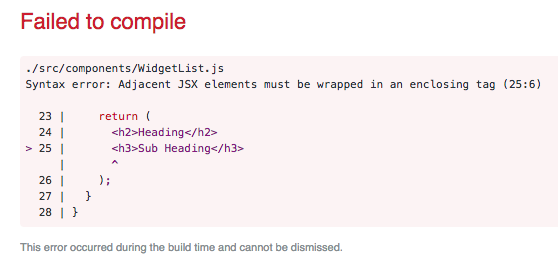 Failed to compile
./src/components/WidgetList.js
Syntax error: Adjacent JSX elements must be wrapped in an enclosing tag (25:6)
  23 |     return (
  24 |       <h2>Heading</h2>
> 25 |       <h3>Sub Heading</h3>
     |       ^
  26 |     );
  27 |   }
  28 | }
This error occurred during the build time and cannot be dismissed.